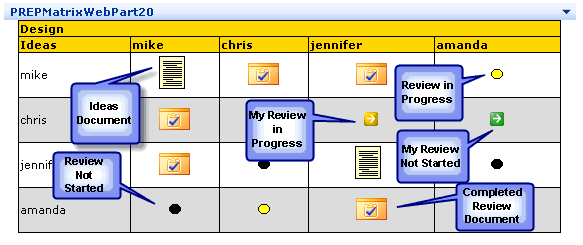 PREPMatrixWebPart20
Design
Ideas mike chris jennifer amanda
mike
Ideas
Document
Review in
Progress
chris
My Review
in
Progress
My Review
Not Started
jennif
Review
Not
Started
amanda
Completed
Review
Document